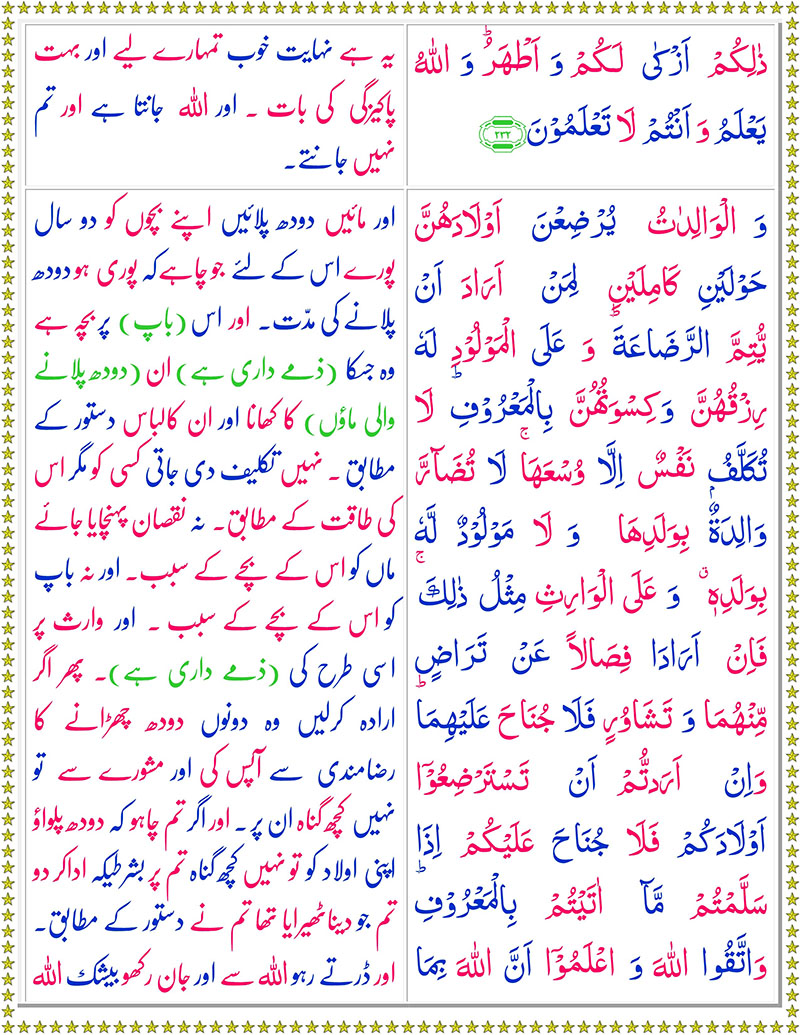 ذٰلِكُمْ اَزْكٰى لَكُمْ وَ اَطْهَرُ ؕ وَ اللّٰهُ
يَعْلَمُ وَ اَنْتُمْ لَا تَعْلَمُوْنَ ﴿۲۳۲﴾
یہ ہے نہایت خوب تمہارے لیے اور بہت
پاکیزگی کی بات ۔ اور اللہ جانتا ہے اور تم
نہیں جانتے۔
وَ الْوَالِدٰتُ يُرْضِعْنَ اَوْلَادَهُنَّ
حَوْلَيْنِ كَامِلَيْنِ لِمَنْ اَرَادَ اَنْ
يُّتِمَّ الرَّضَاعَةَ ؕ وَ عَلَى الْمَوْلُوْدِ لَهٗ
رِزْقُهُنَّ وَ كِسْوَتُهُنَّ بِالْمَعْرُوْفِ ؕ لَا
تُكَلَّفُ نَفْسٌ اِلَّا وُسْعَهَا ۚ لَا تُضَآرَّ
وَالِدَةٌۢ بِوَلَدِهَا وَ لَا مَوْلُوْدٌ لَّهٗ
بِوَلَدِهٖ ۗ وَ عَلَى الْوَارِثِ مِثْلُ ذٰلِكَ ۚ
فَاِنْ اَرَادَا فِصَالًا عَنْ تَرَاضٍ
مِّنْهُمَا وَ تَشَاوُرٍ فَلَا جُنَاحَ عَلَيْهِمَا ؕ
وَاِنْ اَرَدْتُّمْ اَنْ تَسْتَرْضِعُوْۤا
اَوْلَادَكُمْ فَلَا جُنَاحَ عَلَيْكُمْ اِذَا
سَلَّمْتُمْ مَّاۤ اٰتَيْتُمْ بِالْمَعْرُوْفِ ؕ
وَاتَّقُوا اللّٰهَ وَ اعْلَمُوْۤا اَنَّ اللّٰهَ بِمَا
اور مائیں دودھ پلائیں اپنے بچوں کو دو سال
پورے اس کے لئے جو چاہے کہ پوری ہو دودھ
پلانے کی مدّت۔ اور اس (باپ) پر بچہ ہے
وہ جسکا (ذمے داری ہے) ان (دودھ پلانے
والی ماؤں) کا کھانا اور ان کا لباس دستور کے
مطابق ۔ نہیں تکلیف دی جاتی کسی کو مگر اس
کی طاقت کے مطابق۔ نہ نقصان پہنچایا جائے
ماں کو اس کے بچے کے سبب۔ اور نہ باپ
کو اس کے بچے کے سبب ۔ اور وارث پر
اسی طرح کی (ذمے داری ہے)۔ پھر اگر
ارادہ کرلیں وہ دونوں دودھ چھڑانے کا
رضامندی سے آپس کی اور مشورے سے تو
نہیں کچھ گناہ ان پر۔ اور اگر تم چاہو کہ دودھ پلواؤ
اپنی اولاد کو تو نہیں کچھ گناہ تم پر بشرطیکہ ادا کر دو
تم جو دینا ٹھیرایا تھا تم نے دستور کے مطابق۔
اور ڈرتے رہو اللہ سے اور جان رکھو بیشک اللہ